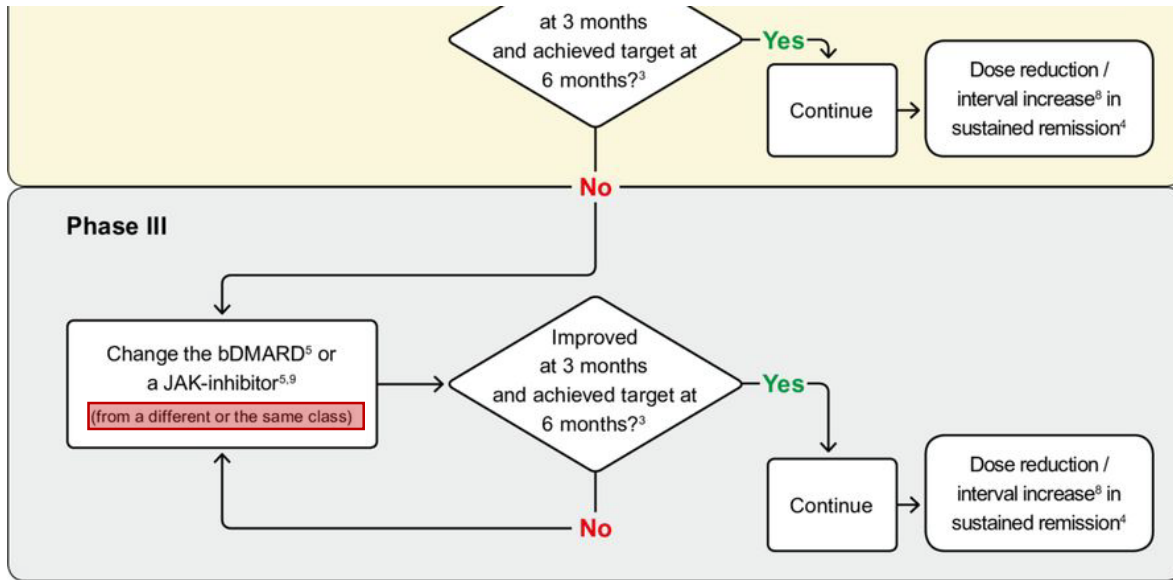 at 3 months
and achieved target at
6 months?³
Yes
Continue
Dose reduction /
interval increase⁸ in
sustained remission⁴
No
Phase III
Change the bDMARD⁵ or
a JAK-inhibitor⁵,⁹
(from a different or the same class)
Improved
at 3 months
and achieved target at
6 months?³
Yes
Continue
Dose reduction /
interval increase⁸ in
sustained remission⁴
No